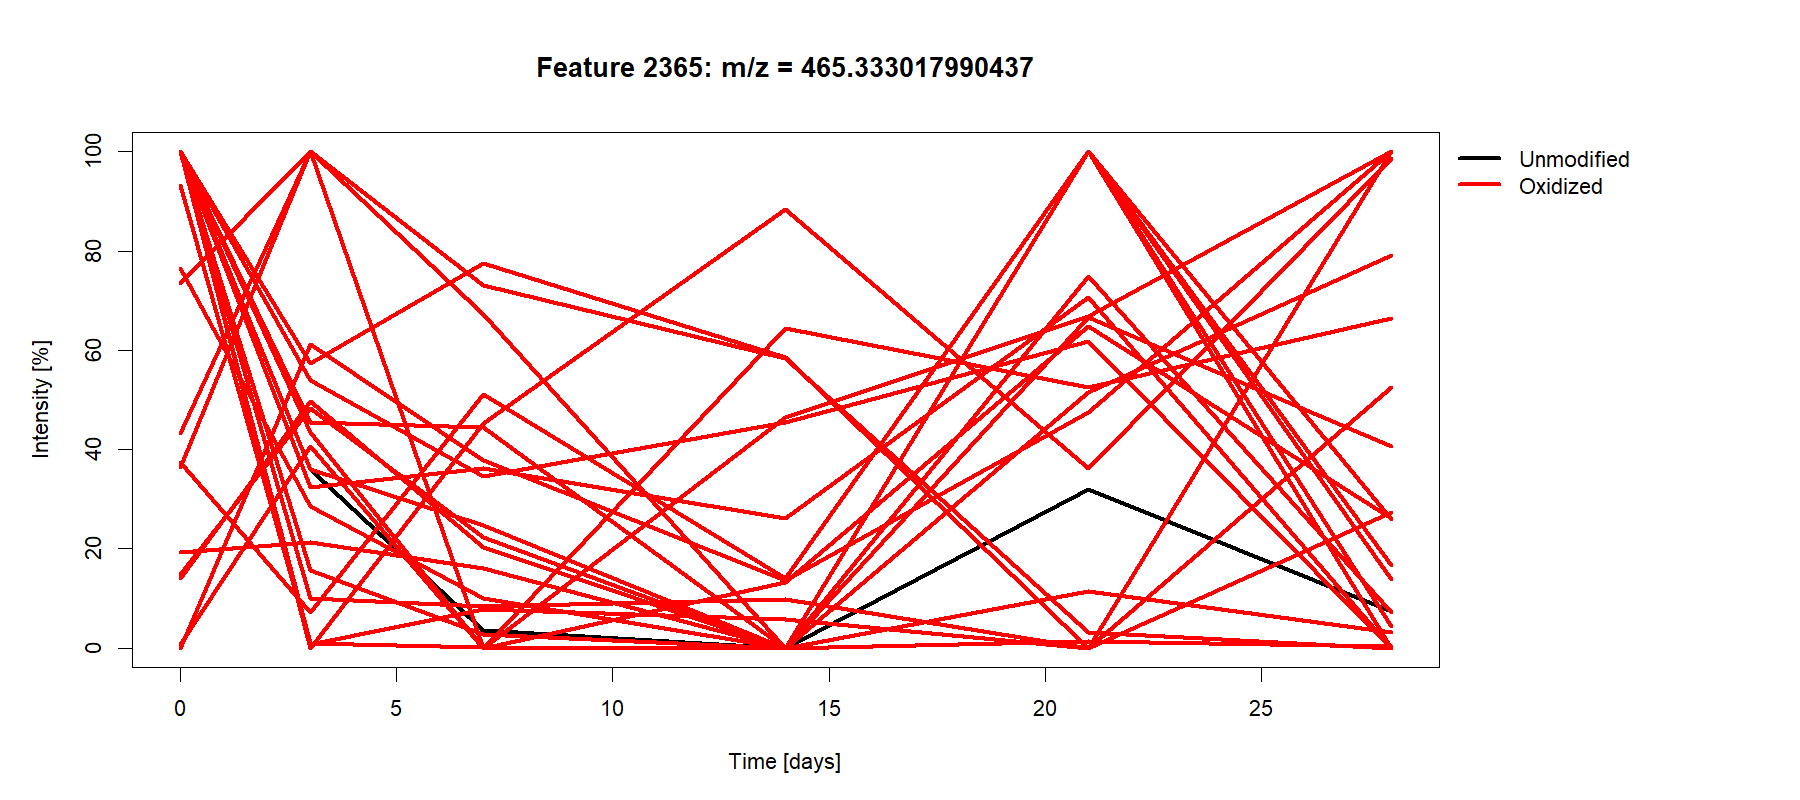 Feature 2365: m/z = 465.333017990437
Unmodified
Oxidized
Intensity [%]
100
80
60
40
20
0
0 5 10 15 20 25
Time [days]